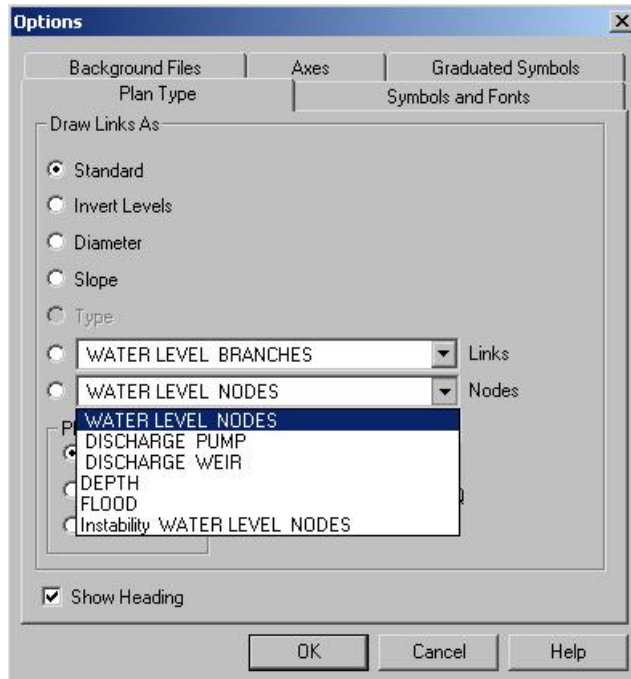 Options
Background Files Axes Graduated Symbols
Plan Type Symbols and Fonts
Draw Links As
Standard
Invert Levels
Diameter
Slope
Type
WATER LEVEL BRANCHES Links
WATER LEVEL NODES Nodes
WATER LEVEL NODES
DISCHARGE PUMP
DISCHARGE WEIR
DEPTH
FLOOD
Instability WATER LEVEL NODES
Show Heading
OK Cancel Help